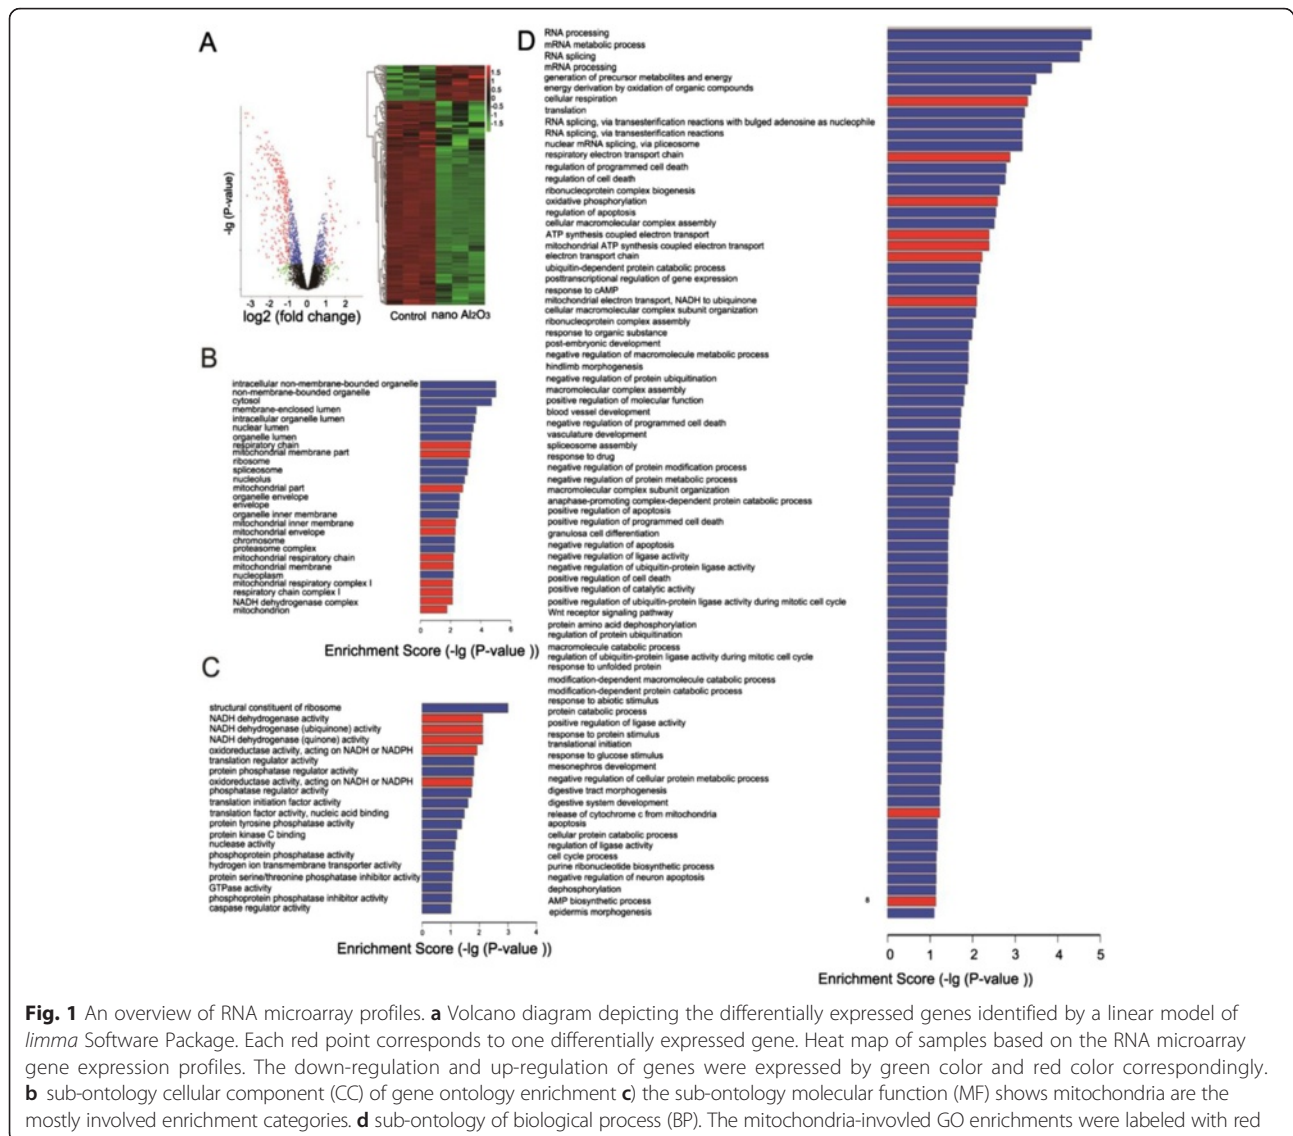 A
1.5
1
0.5
0
-0.5
-1
-1.5
-lg (P-value)
-3 -2 -1 0 1 2
log2 (fold change)
Control nano Al2O3
B
intracellular non-membrane-bounded organelle
non-membrane-bounded organelle
cytosol
membrane-enclosed lumen
intracellular organelle lumen
nuclear lumen
organelle lumen
respiratory chain
mitochondrial membrane part
ribosome
spliceosome
nucleolus
mitochondrial part
organelle envelope
envelope
organelle inner membrane
mitochondrial inner membrane
mitochondrial envelope
chromosome
proteasome complex
mitochondrial respiratory chain
mitochondrial membrane
nucleoplasm
mitochondrial respiratory complex I
respiratory chain complex I
NADH dehydrogenase complex
mitochondrion
0 2 4 6
Enrichment Score (-lg (P-value ))
C
structural constituent of ribosome
NADH dehydrogenase activity
NADH dehydrogenase (ubiquinone) activity
NADH dehydrogenase (quinone) activity
oxidoreductase activity, acting on NADH or NADPH
translation regulator activity
protein phosphatase regulator activity
oxidoreductase activity, acting on NADH or NADPH
phosphatase regulator activity
translation initiation factor activity
translation factor activity, nucleic acid binding
protein tyrosine phosphatase activity
protein kinase C binding
nuclease activity
phosphoprotein phosphatase activity
hydrogen ion transmembrane transporter activity
protein serine/threonine phosphatase inhibitor activity
GTPase activity
phosphoprotein phosphatase inhibitor activity
caspase regulator activity
0 1 2 3 4
Enrichment Score (-lg (P-value ))
D
RNA processing
mRNA metabolic process
RNA splicing
mRNA processing
generation of precursor metabolites and energy
energy derivation by oxidation of organic compounds
cellular respiration
translation
RNA splicing, via transesterification reactions with bulged adenosine as nucleophile
RNA splicing, via transesterification reactions
nuclear mRNA splicing, via pliceosome
respiratory electron transport chain
regulation of programmed cell death
regulation of cell death
ribonucleoprotein complex biogenesis
oxidative phosphorylation
regulation of apoptosis
cellular macromolecular complex assembly
ATP synthesis coupled electron transport
mitochondrial ATP synthesis coupled electron transport
electron transport chain
ubiquitin-dependent protein catabolic process
posttranscriptional regulation of gene expression
response to cAMP
mitochondrial electron transport, NADH to ubiquinone
cellular macromolecular complex subunit organization
ribonucleoprotein complex assembly
response to organic substance
post-embryonic development
negative regulation of macromolecule metabolic process
hindlimb morphogenesis
negative regulation of protein ubiquitination
macromolecular complex assembly
positive regulation of molecular function
blood vessel development
negative regulation of programmed cell death
vasculature development
spliceosome assembly
response to drug
negative regulation of protein modification process
negative regulation of protein metabolic process
macromolecular complex subunit organization
anaphase-promoting complex-dependent protein catabolic process
positive regulation of apoptosis
positive regulation of programmed cell death
granulosa cell differentiation
negative regulation of apoptosis
negative regulation of ligase activity
negative regulation of ubiquitin-protein ligase activity
positive regulation of cell death
positive regulation of catalytic activity
positive regulation of ubiquitin-protein ligase activity during mitotic cell cycle
Wnt receptor signaling pathway
protein amino acid dephosphorylation
regulation of protein ubiquitination
macromolecule catabolic process
regulation of ubiquitin-protein ligase activity during mitotic cell cycle
response to unfolded protein
modification-dependent macromolecule catabolic process
modification-dependent protein catabolic process
response to abiotic stimulus
protein catabolic process
positive regulation of ligase activity
response to protein stimulus
translational initiation
response to glucose stimulus
mesonephros development
negative regulation of cellular protein metabolic process
digestive tract morphogenesis
digestive system development
release of cytochrome c from mitochondria
apoptosis
cellular protein catabolic process
regulation of ligase activity
cell cycle process
purine ribonucleotide biosynthetic process
negative regulation of neuron apoptosis
dephosphorylation
AMP biosynthetic process
epidermis morphogenesis
0 1 2 3 4 5
Enrichment Score (-lg (P-value ))
Fig. 1 An overview of RNA microarray profiles. a Volcano diagram depicting the differentially expressed genes identified by a linear model of
limma Software Package. Each red point corresponds to one differentially expressed gene. Heat map of samples based on the RNA microarray
gene expression profiles. The down-regulation and up-regulation of genes were expressed by green color and red color correspondingly.
b sub-ontology cellular component (CC) of gene ontology enrichment c) the sub-ontology molecular function (MF) shows mitochondria are the
mostly involved enrichment categories. d sub-ontology of biological process (BP). The mitochondria-invovled GO enrichments were labeled with red